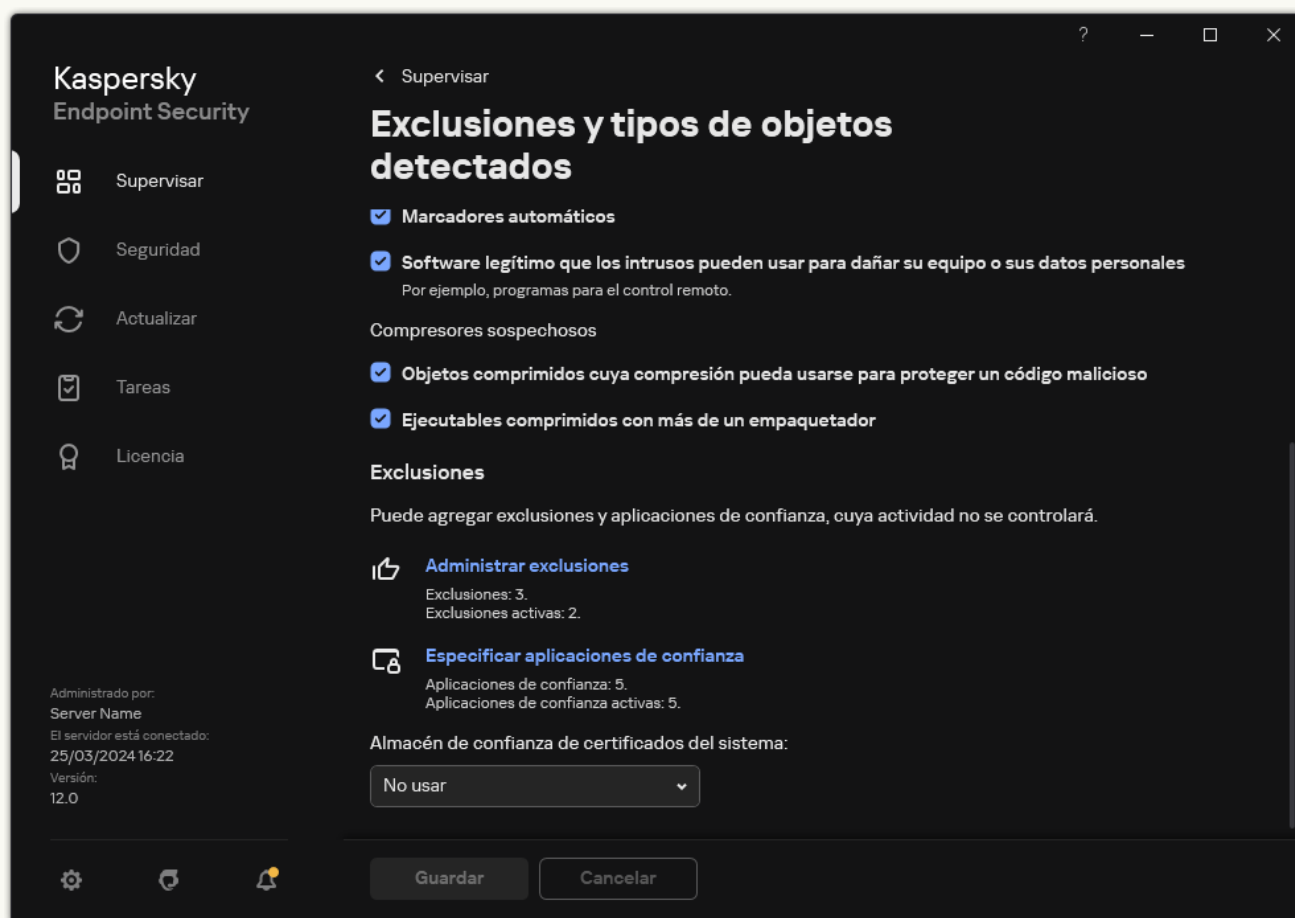 ?
Kaspersky
Endpoint Security
Supervisar
Seguridad
Actualizar
Tareas
Licencia
Administrado por:
Server Name
El servidor está conectado:
25/03/2024 16:22
Versión:
12.0
Supervisar
Exclusiones y tipos de objetos
detectados
Marcadores automáticos
Software legítimo que los intrusos pueden usar para dañar su equipo o sus datos personales
Por ejemplo, programas para el control remoto.
Compresores sospechosos
Objetos comprimidos cuya compresión pueda usarse para proteger un código malicioso
Ejecutables comprimidos con más de un empaquetador
Exclusiones
Puede agregar exclusiones y aplicaciones de confianza, cuya actividad no se controlará.
Administrar exclusiones
Exclusiones: 3.
Exclusiones activas: 2.
Especificar aplicaciones de confianza
Aplicaciones de confianza: 5.
Aplicaciones de confianza activas: 5.
Almacén de confianza de certificados del sistema:
No usar
Guardar
Cancelar